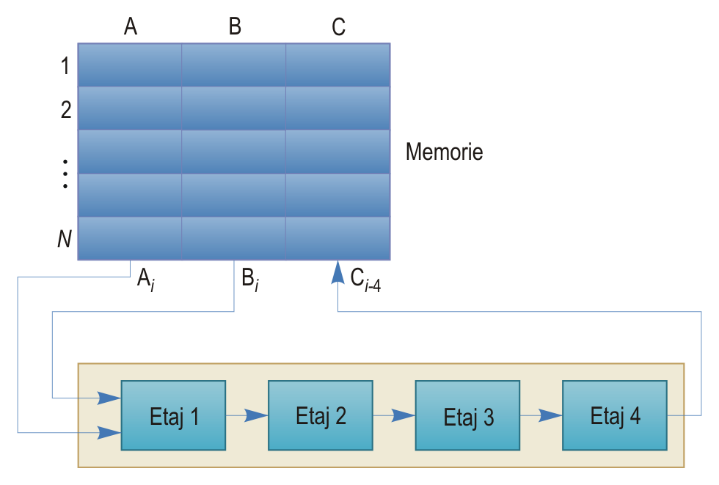 A B C
1
2
⋮
N
Memorie
Ai Bi Ci-4
Etaj 1 Etaj 2 Etaj 3 Etaj 4